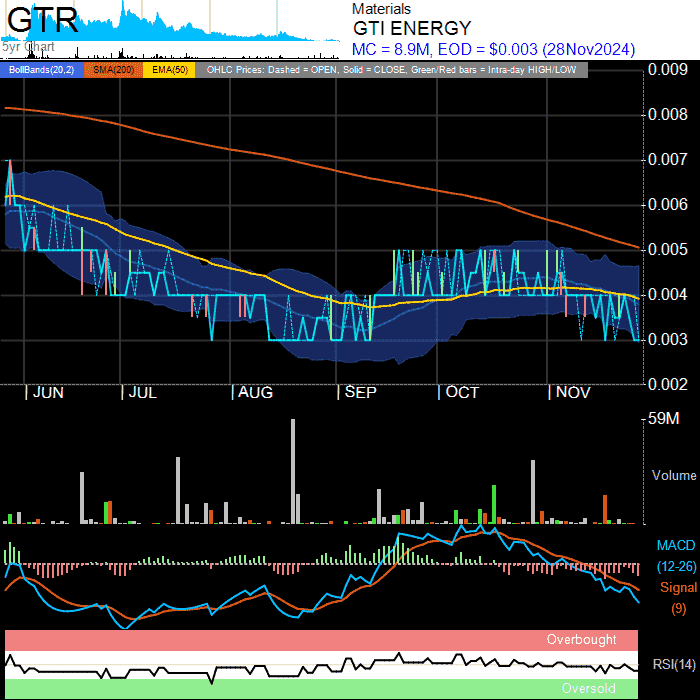 GTR
5yr Chart
Materials
GTI ENERGY
MC = 8.9M, EOD = $0.003 (28Nov2024)
BollBands(20,2) SMA(200) EMA(50) OHLC Prices: Dashed = OPEN, Solid = CLOSE, Green/Red bars = Intra-day HIGH/LOW
0.009
0.008
0.007
0.006
0.005
0.004
0.003
0.002
JUN JUL AUG SEP OCT NOV
59M
Volume
MACD
(12-26)
Signal
(9)
Overbought
RSI(14)
Oversold